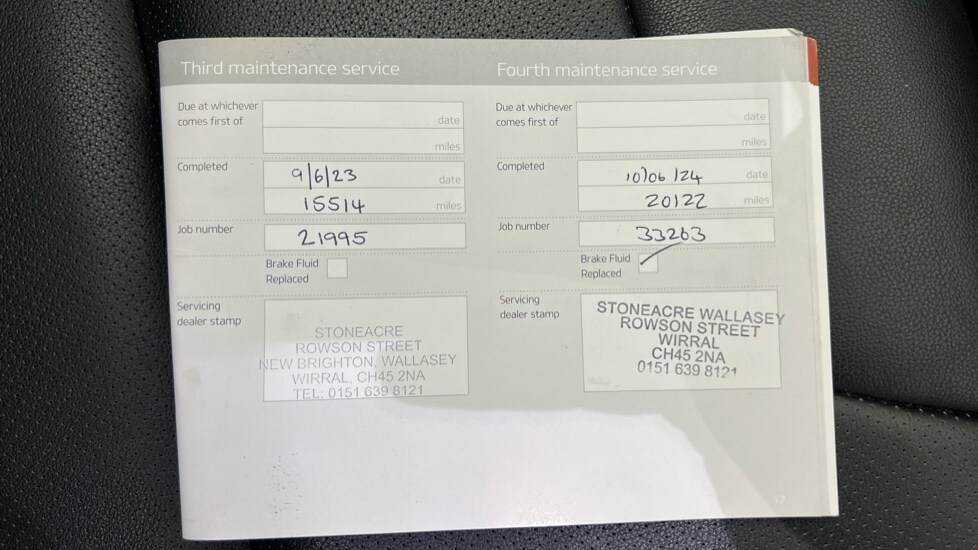 Third maintenance service
Due at whichever
comes first of
date
miles
Completed
9/6/23 date
15514 miles
Job number
21995
Brake Fluid
Replaced
Servicing
dealer stamp
STONEACRE
ROWSON STREET
NEW BRIGHTON, WALLASEY
WIRRAL, CH45 2NA
TEL: 0151 639 8121
Fourth maintenance service
Due at whichever
comes first of
date
miles
Completed
10/06/24 date
20122 miles
Job number
33263
Brake Fluid
Replaced
Servicing
dealer stamp
STONEACRE WALLASEY
ROWSON STREET
WIRRAL
CH45 2NA
0151 639 8121
17